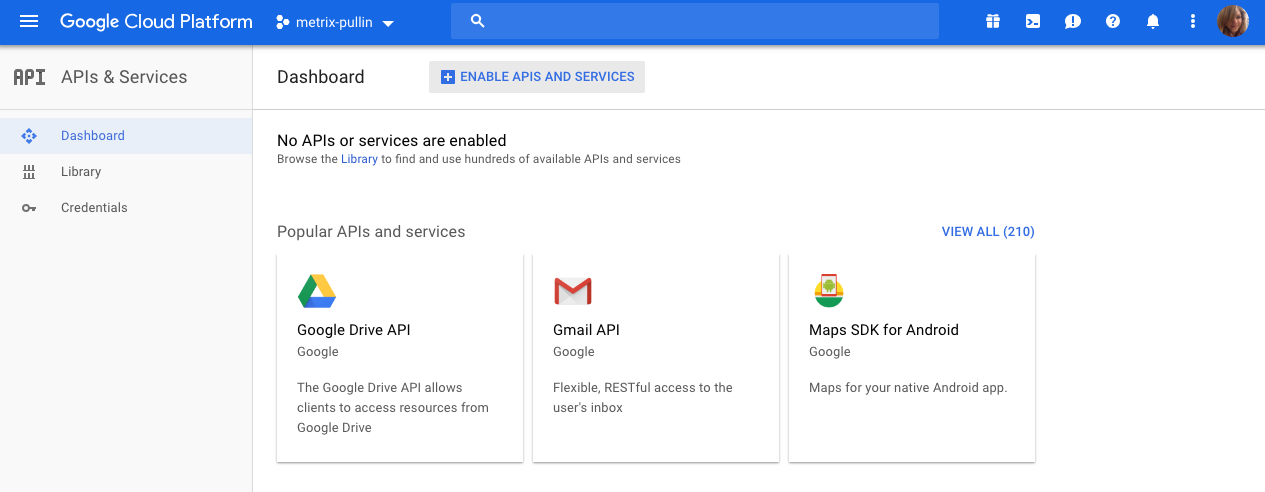 Google Cloud Platform
metrix-pullin
API APIs & Services
Dashboard
ENABLE APIS AND SERVICES
Dashboard
Library
Credentials
No APIs or services are enabled
Browse the Library to find and use hundreds of available APIs and services
Popular APIs and services
VIEW ALL (210)
Google Drive API
Google
The Google Drive API allows
clients to access resources from
Google Drive
Gmail API
Google
Flexible, RESTful access to the
user's inbox
Maps SDK for Android
Google
Maps for your native Android app.